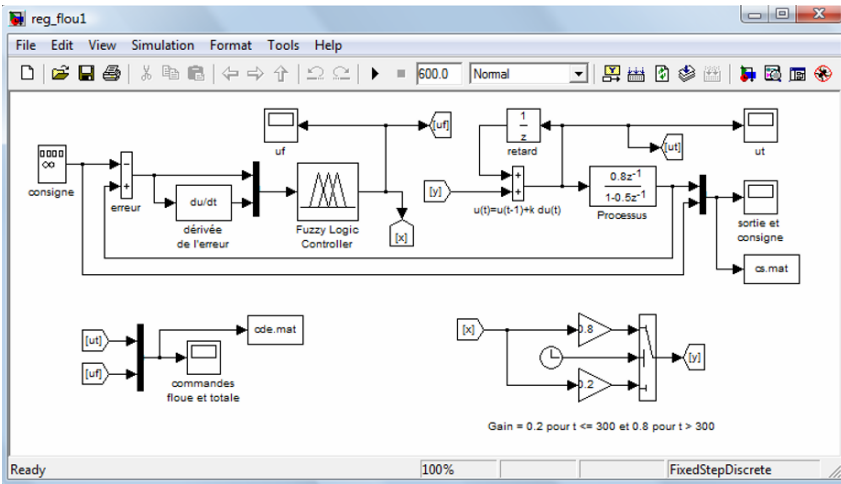 reg_flou1
File Edit View Simulation Format Tools Help
600.0 Normal
[uf]
uf
1
z
retard
[ut]
ut
consigne
-
+
erreur
du/dt
dérivée
de l'erreur
Fuzzy Logic
Controller
[x]
[y]
+
+
u(t)=u(t-1)+k du(t)
0.8z-1
1-0.5z-1
Processus
sortie et
consigne
cs.mat
[ut]
[uf]
cde.mat
commandes
floue et totale
[x]
0.8
0.2
[y]
Gain = 0.2 pour t <= 300 et 0.8 pour t > 300
Ready 100% FixedStepDiscrete